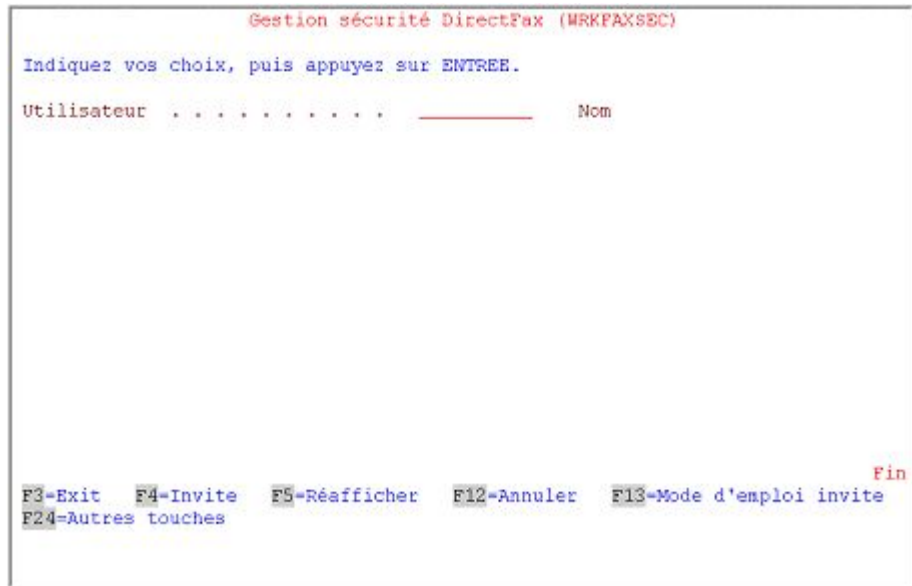 Gestion sécurité DirectFax (WRKFAXSEC)
Indiquez vos choix, puis appuyez sur ENTREE.
Utilisateur . . . . . . . . . . __________ Nom
Fin
F3=Exit F4=Invite F5=Réafficher F12=Annuler F13=Mode d'emploi invite
F24=Autres touches